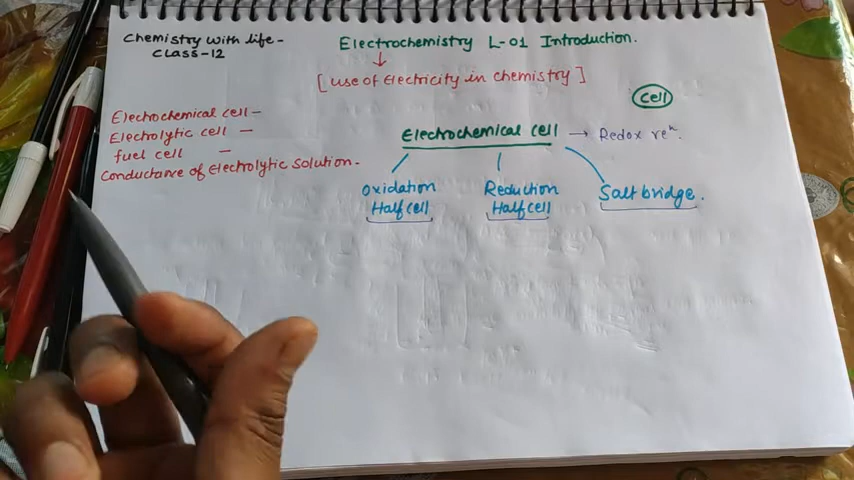 Chemistry with life-
Class-12
Electrochemistry L-01 Introduction.
↓
[use of Electricity in chemistry]
Cell
Electrochemical cell-
Electrolytic cell -
fuel cell -
Conductance of Electrolytic Solution.-
Electrochemical cell → Redox reⁿ.
Oxidation
Half cell
Reduction
Half cell
Salt bridge.